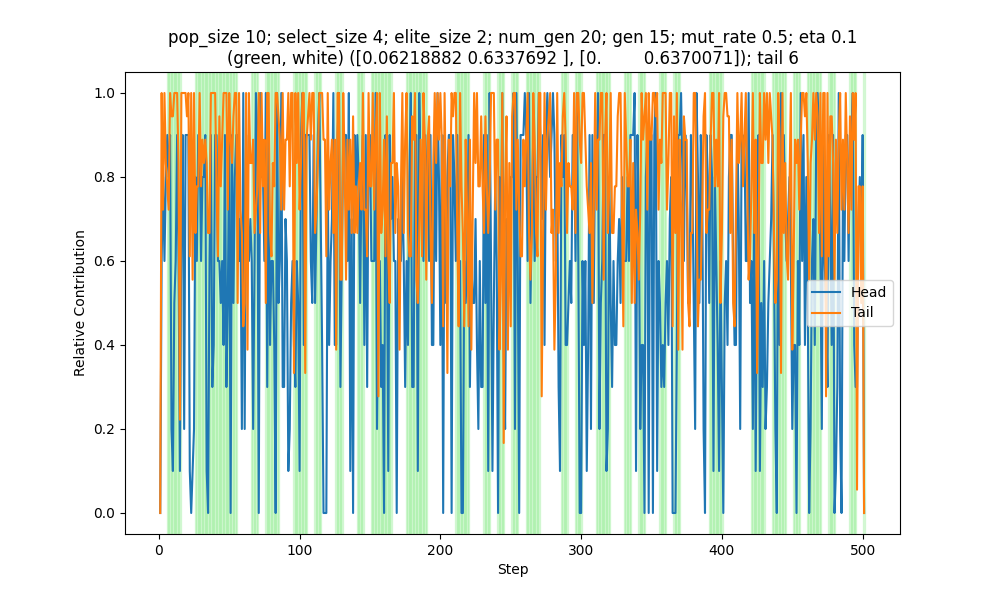 pop_size 10; select_size 4; elite_size 2; num_gen 20; gen 15; mut_rate 0.5; eta 0.1
(green, white) ([0.06218882 0.6337692 ], [0.         0.6370071]); tail 6
1.0
0.8
0.6
0.4
0.2
0.0
Relative Contribution
Head
Tail
0 100 200 300 400 500
Step